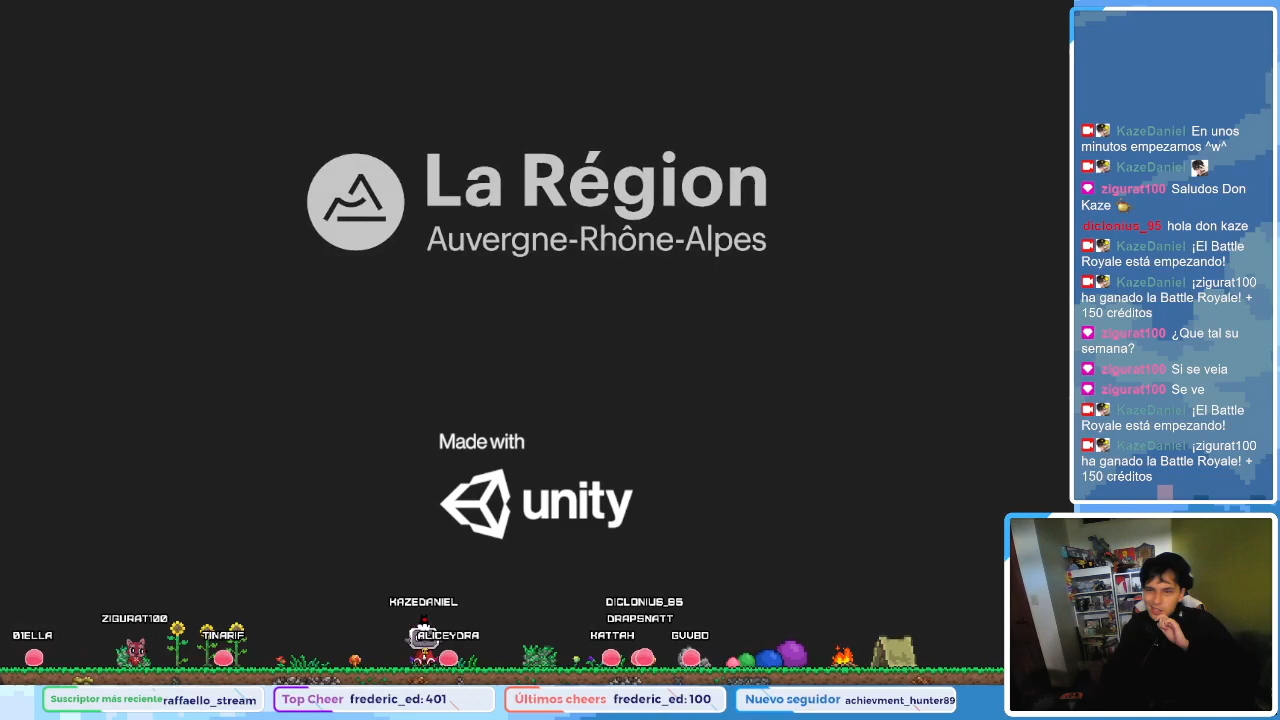 La Région
Auvergne-Rhône-Alpes
Made with
unity
KazeDaniel En unos
minutos empezamos ^w^
KazeDaniel
zigurat100 Saludos Don
Kaze
diclonius_95 hola don kaze
KazeDaniel ¡El Battle
Royale está empezando!
KazeDaniel ¡zigurat100
ha ganado la Battle Royale! +
150 créditos
zigurat100 ¿Que tal su
semana?
zigurat100 Si se veia
zigurat100 Se ve
KazeDaniel ¡El Battle
Royale está empezando!
KazeDaniel ¡zigurat100
ha ganado la Battle Royale! +
150 créditos
KAZEDANIEL
DICLONIUS_95
ZIGURAT100
DRAPSNATT
01ELLA
TINARIF
ALICEYDRA
KATTAH
GVVBD
Suscriptor más reciente raffaello_stream
Top Cheer frederic_ed: 401
Últimos cheers frederic_ed: 100
Nuevo seguidor achievment_hunter89